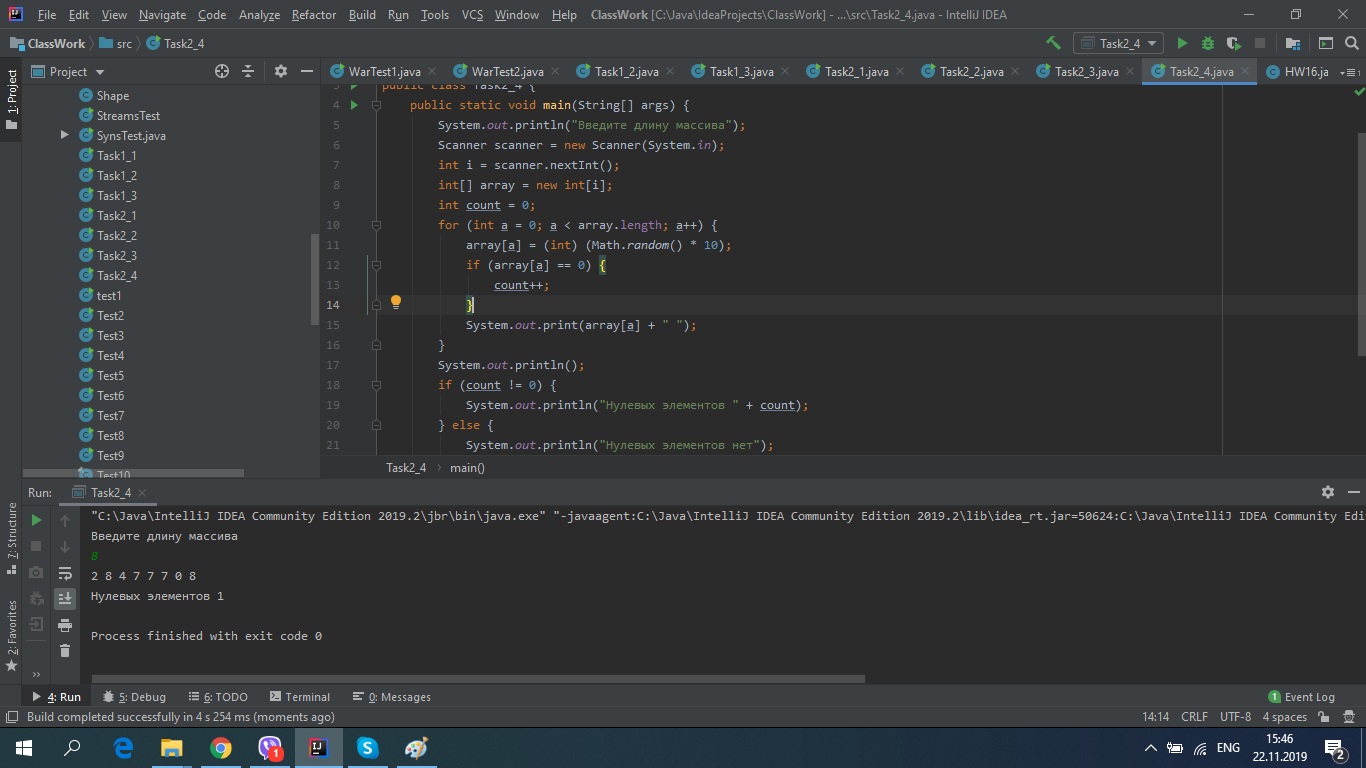 File Edit View Navigate Code Analyze Refactor Build Run Tools VCS Window Help ClassWork [C:\Java\IdeaProjects\ClassWork] - ...\src\Task2_4.java - IntelliJ IDEA
ClassWork src Task2_4 Task2_4
1: Project
Project
WarTest1.java WarTest2.java Task1_2.java Task1_3.java Task2_1.java Task2_2.java Task2_3.java Task2_4.java HW16.ja
Shape
StreamsTest
SynsTest.java
Task1_1
Task1_2
Task1_3
Task2_1
Task2_2
Task2_3
Task2_4
test1
Test2
Test3
Test4
Test5
Test6
Test7
Test8
Test9
Test10
3 public class Task2_4 {
4 public static void main(String[] args) {
5 System.out.println("Введите длину массива");
6 Scanner scanner = new Scanner(System.in);
7 int i = scanner.nextInt();
8 int[] array = new int[i];
9 int count = 0;
10 for (int a = 0; a < array.length; a++) {
11 array[a] = (int) (Math.random() * 10);
12 if (array[a] == 0) {
13 count++;
14 }
15 System.out.print(array[a] + " ");
16 }
17 System.out.println();
18 if (count != 0) {
19 System.out.println("Нулевых элементов " + count);
20 } else {
21 System.out.println("Нулевых элементов нет");
Task2_4 main()
Run: Task2_4
7: Structure
2: Favorites
"C:\Java\IntelliJ IDEA Community Edition 2019.2\jbr\bin\java.exe" "-javaagent:C:\Java\IntelliJ IDEA Community Edition 2019.2\lib\idea_rt.jar=50624:C:\Java\IntelliJ IDEA Community Edi
Введите длину массива
8
2 8 4 7 7 7 0 8
Нулевых элементов 1
Process finished with exit code 0
4: Run 5: Debug 6: TODO Terminal 0: Messages 1 Event Log
Build completed successfully in 4 s 254 ms (moments ago) 14:14 CRLF UTF-8 4 spaces
1 ENG 15:46 2
22.11.2019